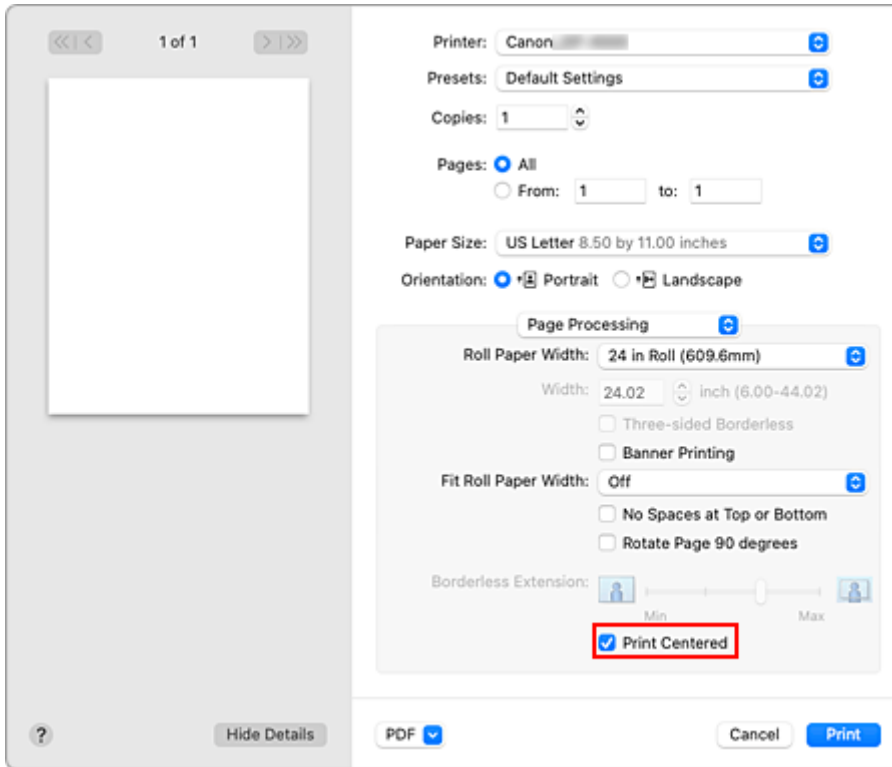 1 of 1
Printer: Canon
Presets: Default Settings
Copies: 1
Pages: All
From: 1 to: 1
Paper Size: US Letter 8.50 by 11.00 inches
Orientation: Portrait Landscape
Page Processing
Roll Paper Width: 24 in Roll (609.6mm)
Width: 24.02 inch (6.00-44.02)
Three-sided Borderless
Banner Printing
Fit Roll Paper Width: Off
No Spaces at Top or Bottom
Rotate Page 90 degrees
Borderless Extension:
Min Max
Print Centered
? Hide Details PDF Cancel Print